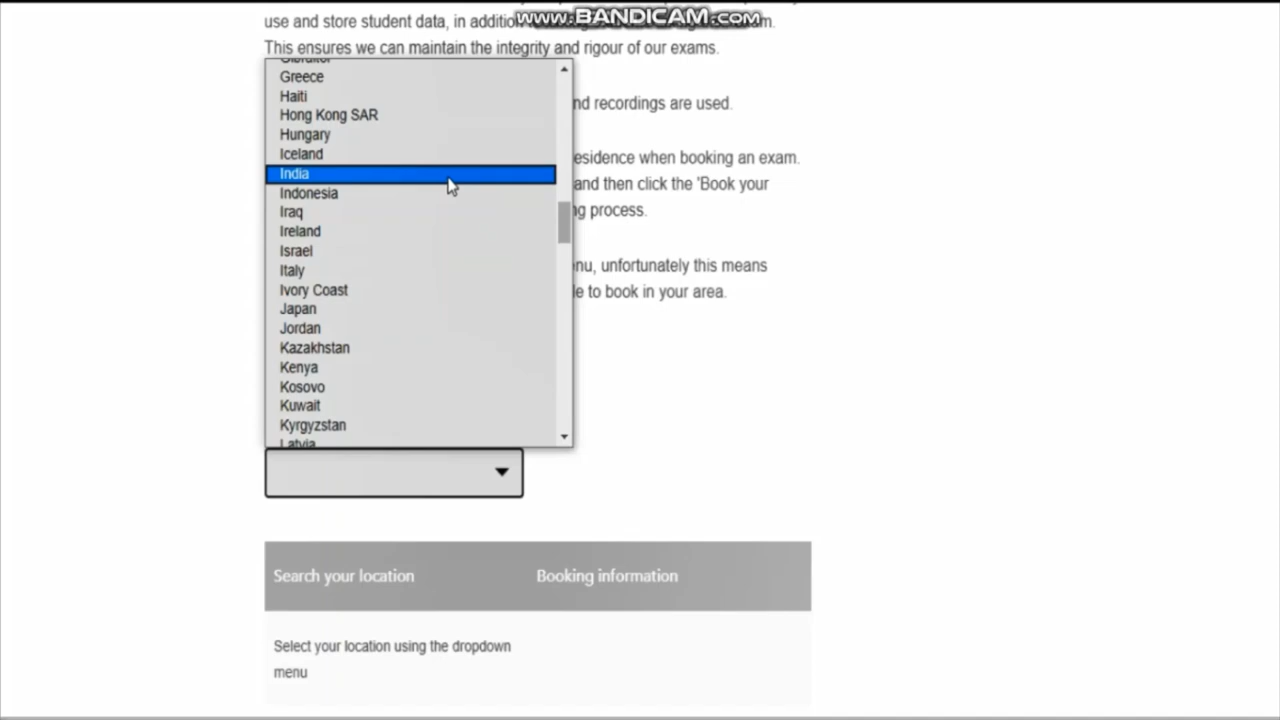 www.BANDICAM.com
use and store student data, in addition
This ensures we can maintain the integrity and rigour of our exams.
Gibraltar
Greece
Haiti
Hong Kong SAR
nd recordings are used.
Hungary
Iceland
esidence when booking an exam.
India
and then click the 'Book your
Indonesia
Iraq
ng process.
Ireland
Israel
nu, unfortunately this means
Italy
Ivory Coast
le to book in your area.
Japan
Jordan
Kazakhstan
Kenya
Kosovo
Kuwait
Kyrgyzstan
Latvia
Search your location
Booking information
Select your location using the dropdown
menu